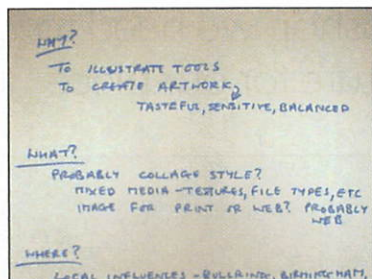 WHY?
TO ILLUSTRATE TOOLS
TO CREATE ARTWORK
TASTEFUL, SENSITIVE, BALANCED
WHAT?
PROBABLY COLLAGE STYLE?
MIXED MEDIA - TEXTURES, FILE TYPES, ETC
IMAGE FOR PRINT OR WEB? PROBABLY
WEB
WHERE?
LOCAL INFLUENCES - BULLRING, BIRMINGHAM,